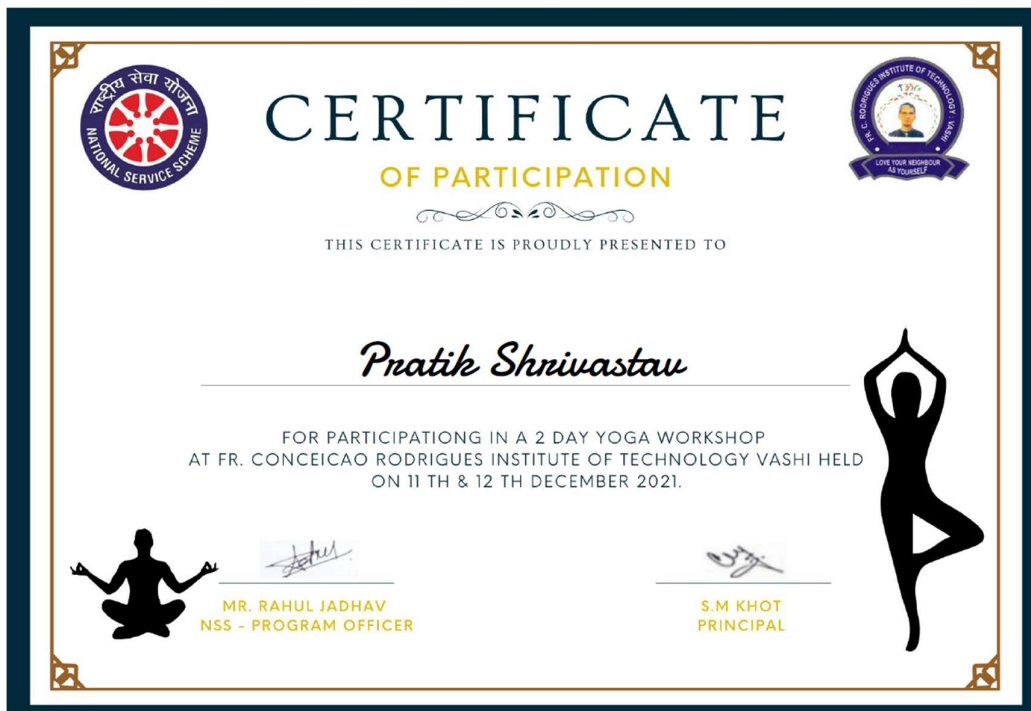 राष्ट्रीय सेवा योजना
NATIONAL SERVICE SCHEME
CERTIFICATE
OF PARTICIPATION
FR. C. RODRIGUES INSTITUTE OF TECHNOLOGY : VASHI
LOVE YOUR NEIGHBOUR
AS YOURSELF
THIS CERTIFICATE IS PROUDLY PRESENTED TO
Pratik Shrivastav
FOR PARTICIPATIONG IN A 2 DAY YOGA WORKSHOP
AT FR. CONCEICAO RODRIGUES INSTITUTE OF TECHNOLOGY VASHI HELD
ON 11 TH & 12 TH DECEMBER 2021.
MR. RAHUL JADHAV
NSS - PROGRAM OFFICER
S.M KHOT
PRINCIPAL